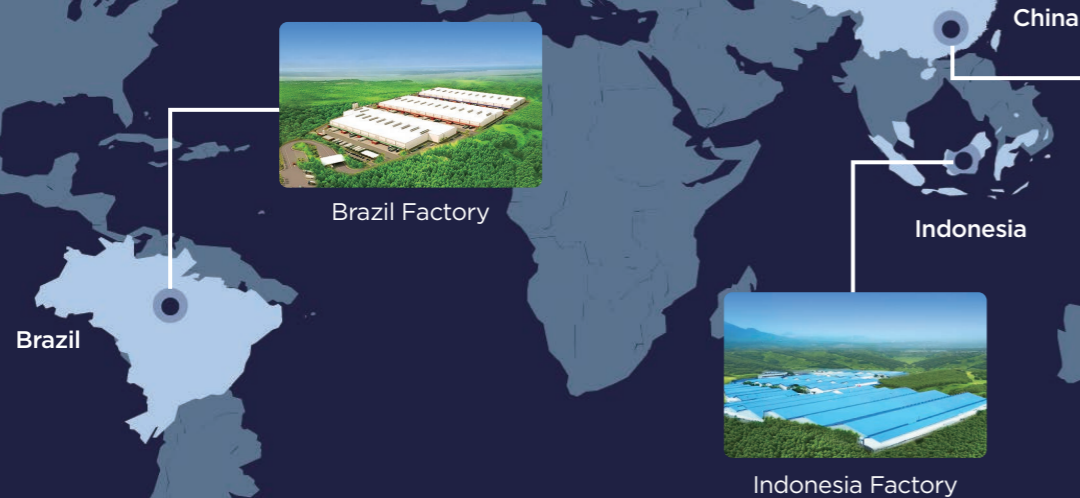 China
Brazil Factory
Indonesia
Brazil
Indonesia Factory